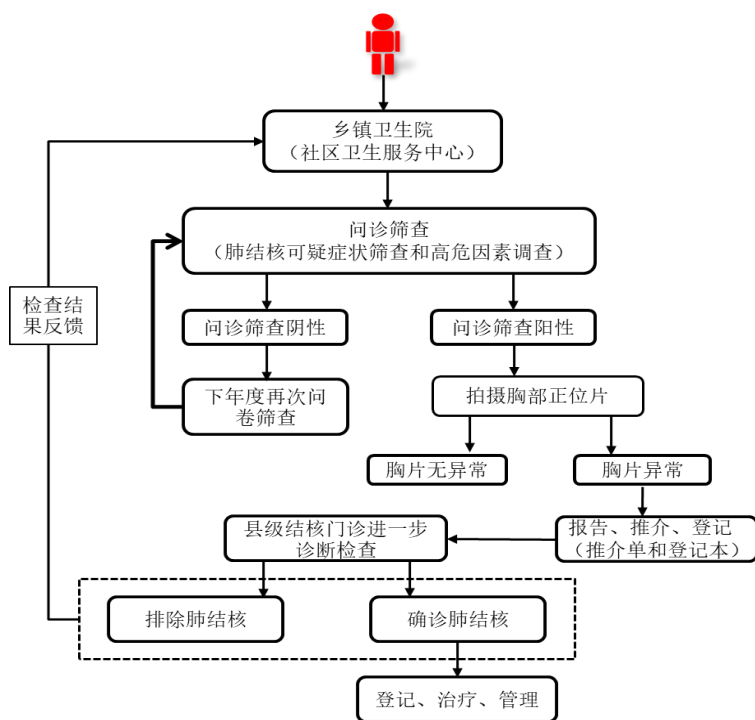 乡镇卫生院
（社区卫生服务中心）
问诊筛查
（肺结核可疑症状筛查和高危因素调查）
检查结
果反馈
问诊筛查阴性
问诊筛查阳性
下年度再次问
卷筛查
拍摄胸部正位片
胸片无异常
胸片异常
县级结核门诊进一步
诊断检查
报告、推介、登记
（推介单和登记本）
排除肺结核
确诊肺结核
登记、治疗、管理